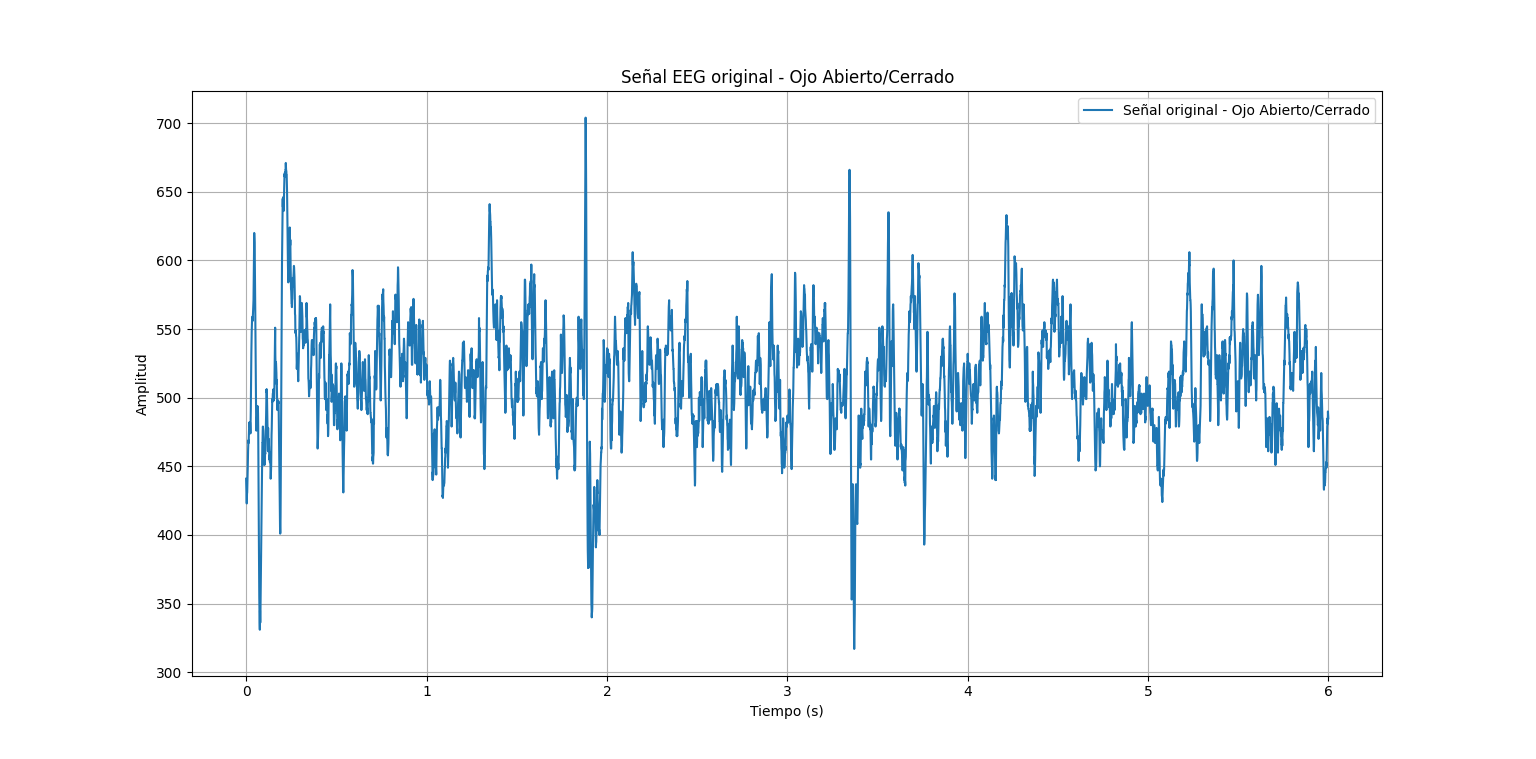 Señal EEG original - Ojo Abierto/Cerrado
Señal original - Ojo Abierto/Cerrado
Amplitud
700
650
600
550
500
450
400
350
300
0 1 2 3 4 5 6
Tiempo (s)